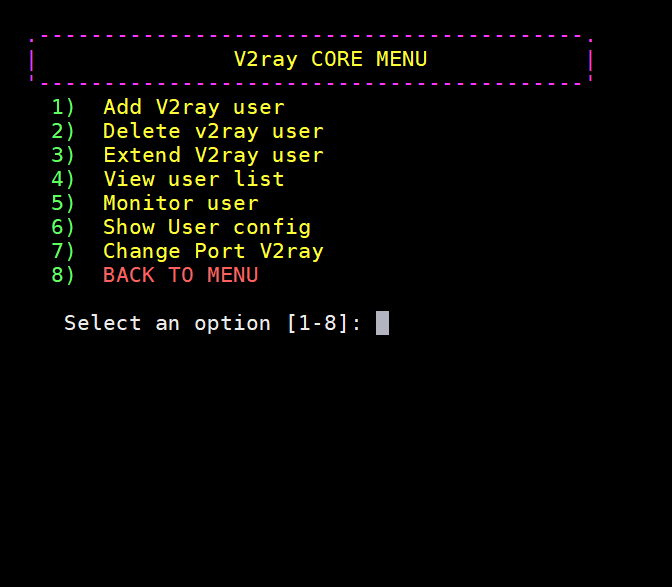 V2ray CORE MENU
1) Add V2ray user
2) Delete v2ray user
3) Extend V2ray user
4) View user list
5) Monitor user
6) Show User config
7) Change Port V2ray
8) BACK TO MENU
Select an option [1-8]: